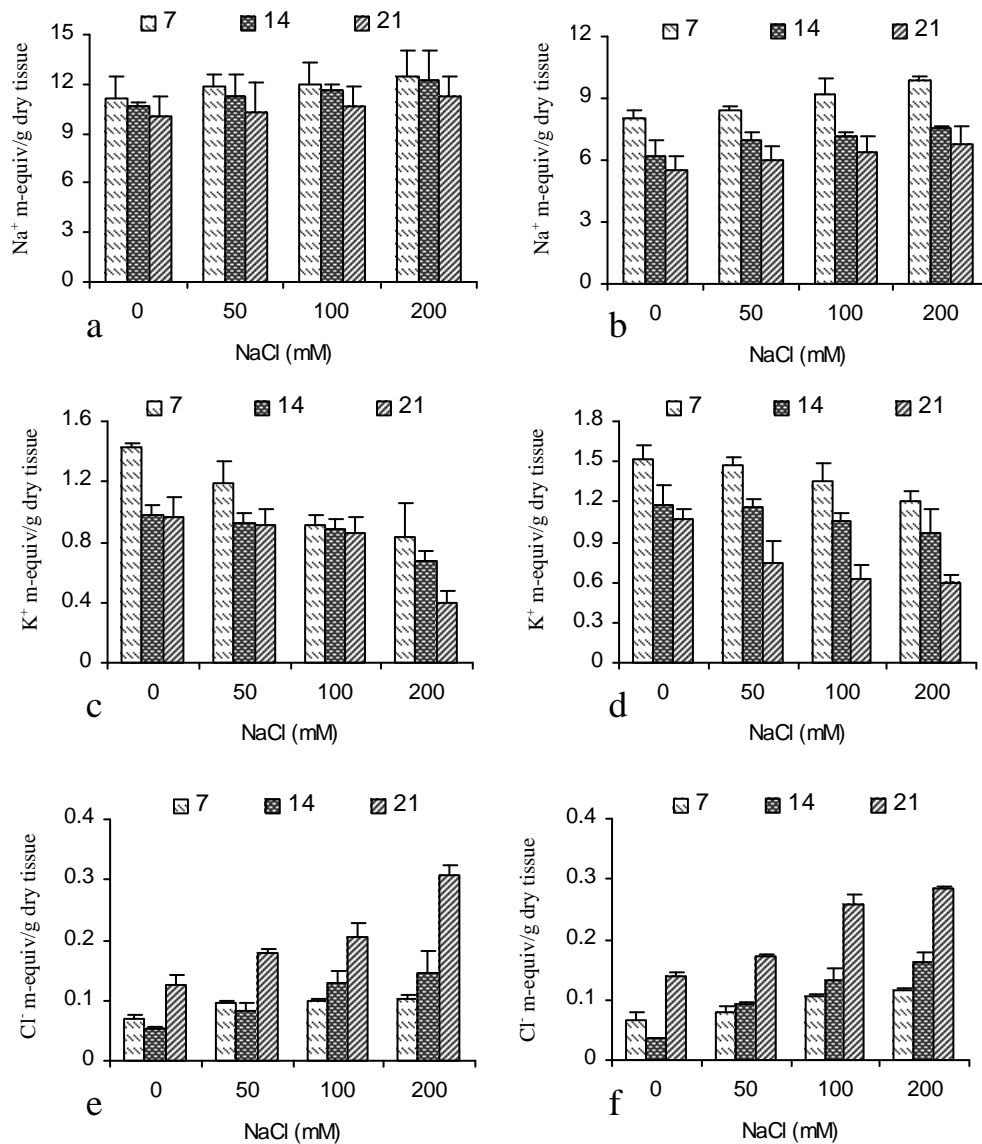 7 14 21
Na⁺ m-equiv/g dry tissue
15
12
9
6
3
0
0 50 100 200
a
NaCl (mM)
7 14 21
Na⁺ m-equiv/g dry tissue
12
9
6
3
0
0 50 100 200
b
NaCl (mM)
7 14 21
K⁺ m-equiv/g dry tissue
1.6
1.2
0.8
0.4
0
0 50 100 200
c
NaCl (mM)
7 14 21
K⁺ m-equiv/g dry tissue
1.8
1.5
1.2
0.9
0.6
0.3
0
0 50 100 200
d
NaCl (mM)
7 14 21
Cl⁻ m-equiv/g dry tissue
0.4
0.3
0.2
0.1
0
0 50 100 200
e
NaCl (mM)
7 14 21
Cl⁻ m-equiv/g dry tissue
0.4
0.3
0.2
0.1
0
0 50 100 200
f
NaCl (mM)